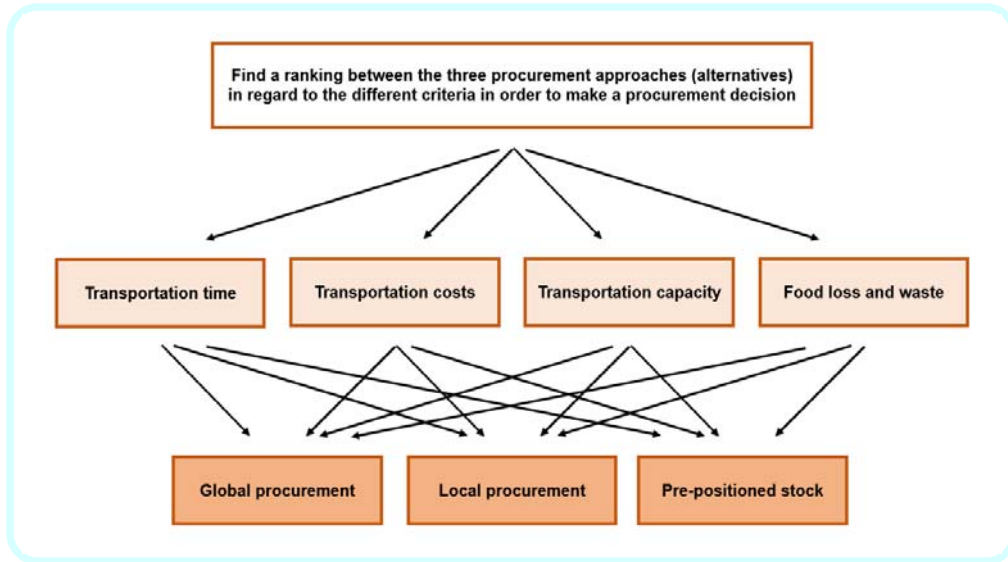 Find a ranking between the three procurement approaches (alternatives)
in regard to the different criteria in order to make a procurement decision
Transportation time
Transportation costs
Transportation capacity
Food loss and waste
Global procurement
Local procurement
Pre-positioned stock